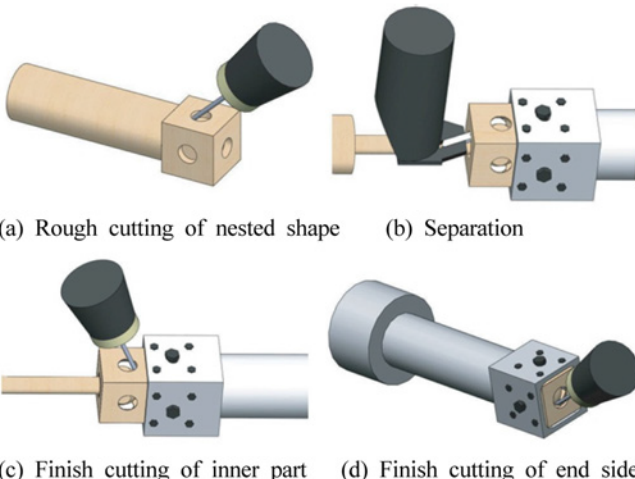 (a) Rough cutting of nested shape
(b) Separation
(c) Finish cutting of inner part
(d) Finish cutting of end side